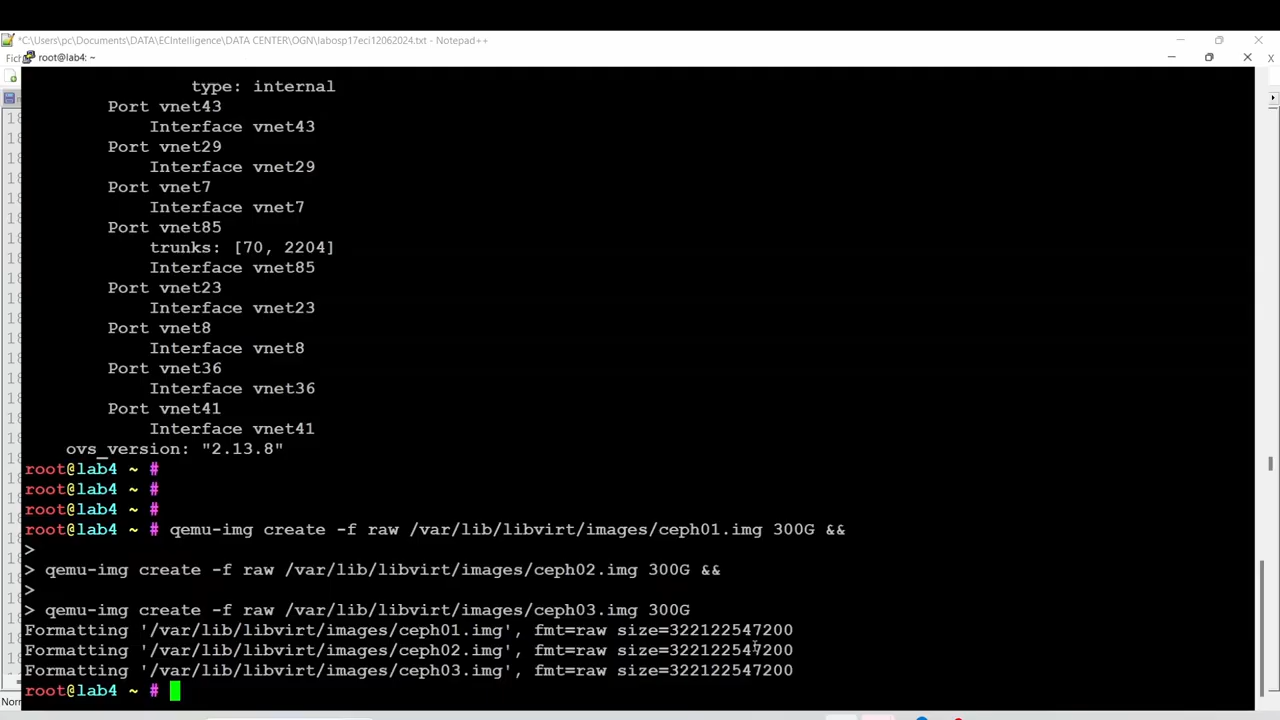 *C:\Users\pc\Documents\DATA\ECIntelligence\DATA CENTER\OGN\labosp17eci12062024.txt - Notepad++
Fich
root@lab4: ~
X
type: internal
Port vnet43
Interface vnet43
Port vnet29
Interface vnet29
Port vnet7
Interface vnet7
Port vnet85
trunks: [70, 2204]
Interface vnet85
Port vnet23
Interface vnet23
Port vnet8
Interface vnet8
Port vnet36
Interface vnet36
Port vnet41
Interface vnet41
ovs_version: "2.13.8"
root@lab4 ~ #
root@lab4 ~ #
root@lab4 ~ #
root@lab4 ~ # qemu-img create -f raw /var/lib/libvirt/images/ceph01.img 300G &&
>
> qemu-img create -f raw /var/lib/libvirt/images/ceph02.img 300G &&
>
> qemu-img create -f raw /var/lib/libvirt/images/ceph03.img 300G
Formatting '/var/lib/libvirt/images/ceph01.img', fmt=raw size=322122547200
Formatting '/var/lib/libvirt/images/ceph02.img', fmt=raw size=322122547200
Formatting '/var/lib/libvirt/images/ceph03.img', fmt=raw size=322122547200
root@lab4 ~ #
Norr